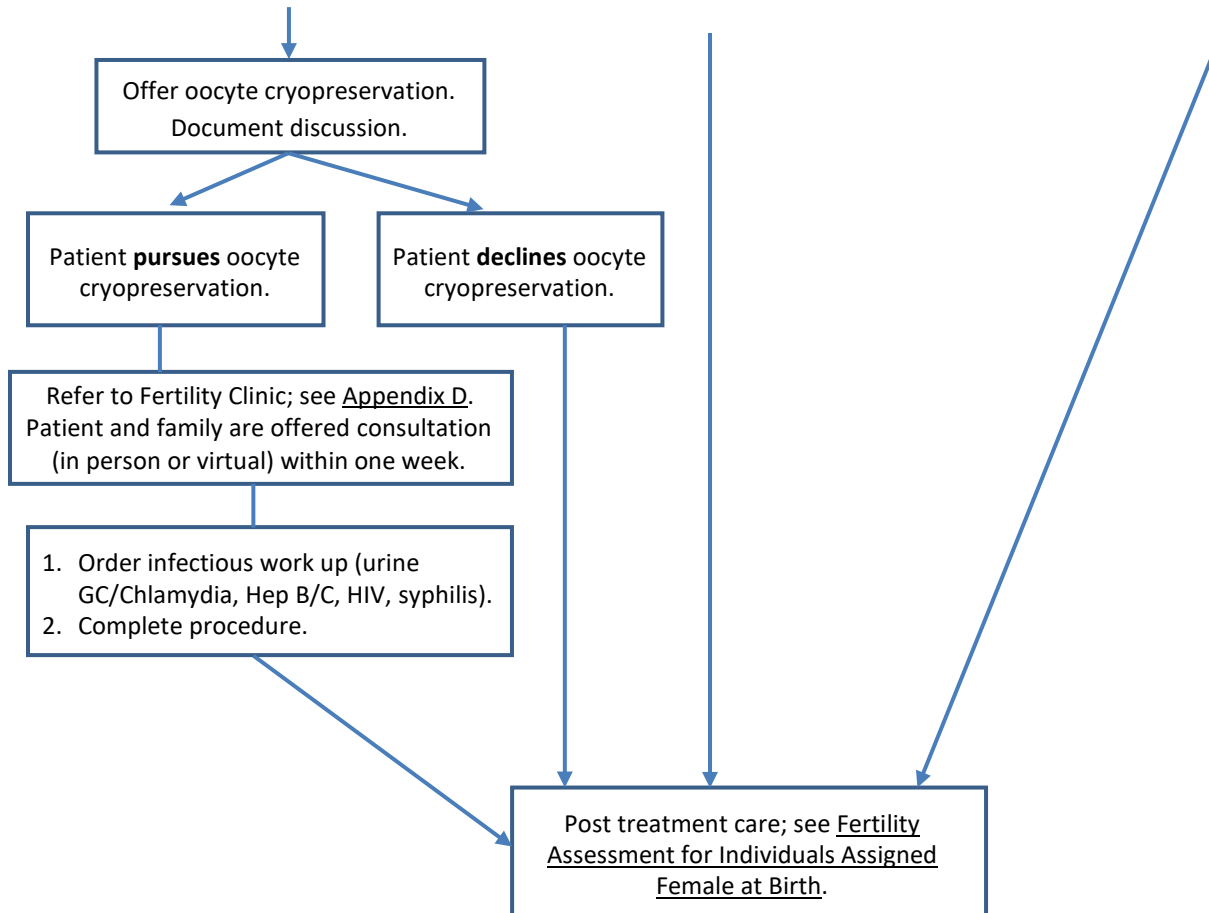 Offer oocyte cryopreservation.
Document discussion.
Patient pursues oocyte
cryopreservation.
Patient declines oocyte
cryopreservation.
Refer to Fertility Clinic; see Appendix D.
Patient and family are offered consultation
(in person or virtual) within one week.
1. Order infectious work up (urine
GC/Chlamydia, Hep B/C, HIV, syphilis).
2. Complete procedure.
Post treatment care; see Fertility
Assessment for Individuals Assigned
Female at Birth.